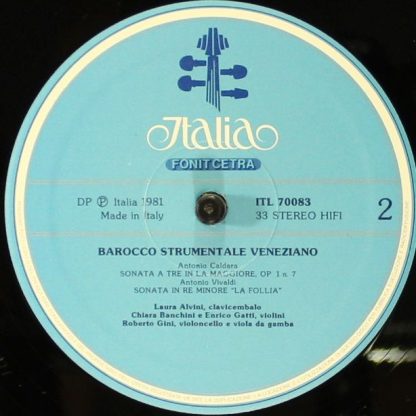 Italia
FONIT CETRA
DP Ⓟ Italia 1981
Made in Italy
ITL 70083
33 STEREO HIFI
2
BAROCCO STRUMENTALE VENEZIANO
Antonio Caldara
SONATA A TRE IN LA MAGGIORE, OP. 1 n. 7
Antonio Vivaldi
SONATA IN RE MINORE "LA FOLLIA"
Laura Alvini, clavicembalo
Chiara Banchini e Enrico Gatti, violini
Roberto Gini, violoncello e viola da gamba